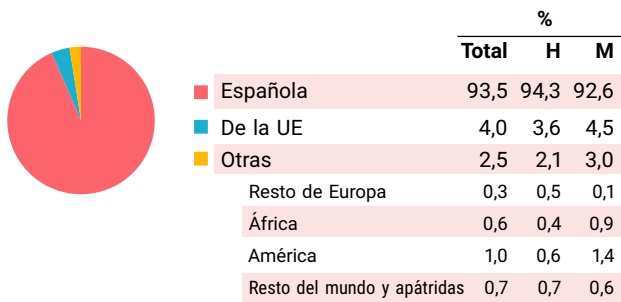 %
Total H M
Española 93,5 94,3 92,6
De la UE 4,0 3,6 4,5
Otras 2,5 2,1 3,0
Resto de Europa 0,3 0,5 0,1
África 0,6 0,4 0,9
América 1,0 0,6 1,4
Resto del mundo y apátridas 0,7 0,7 0,6